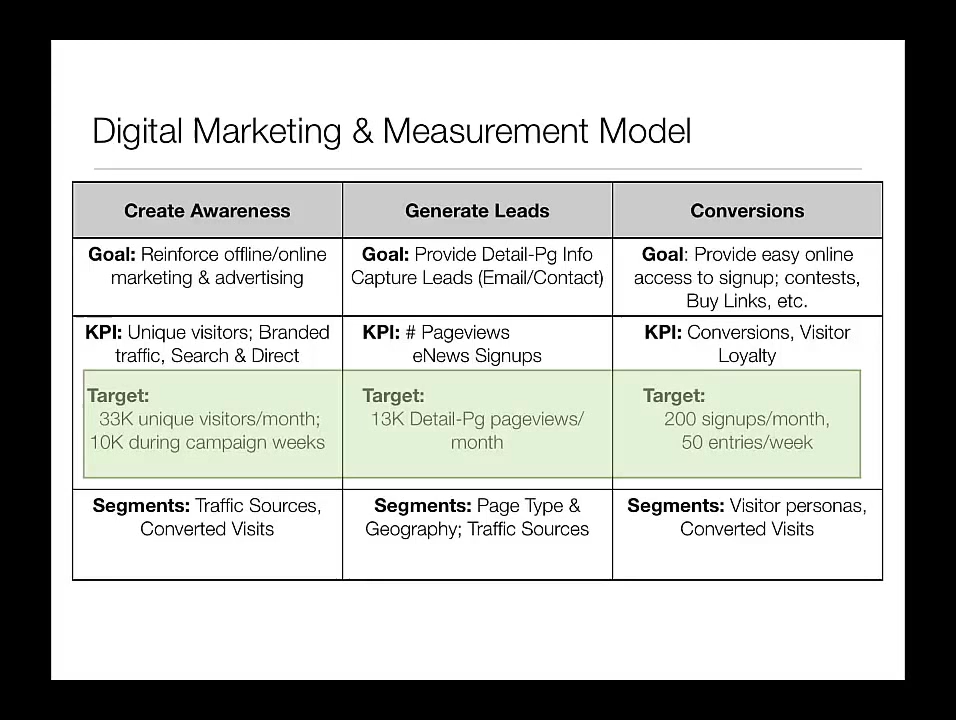 Digital Marketing & Measurement Model
Create Awareness
Generate Leads
Conversions
Goal: Reinforce offline/online
marketing & advertising
Goal: Provide Detail-Pg Info
Capture Leads (Email/Contact)
Goal: Provide easy online
access to signup; contests,
Buy Links, etc.
KPI: Unique visitors; Branded
traffic, Search & Direct
KPI: # Pageviews
eNews Signups
KPI: Conversions, Visitor
Loyalty
Target:
33K unique visitors/month;
10K during campaign weeks
Target:
13K Detail-Pg pageviews/
month
Target:
200 signups/month,
50 entries/week
Segments: Traffic Sources,
Converted Visits
Segments: Page Type &
Geography; Traffic Sources
Segments: Visitor personas,
Converted Visits